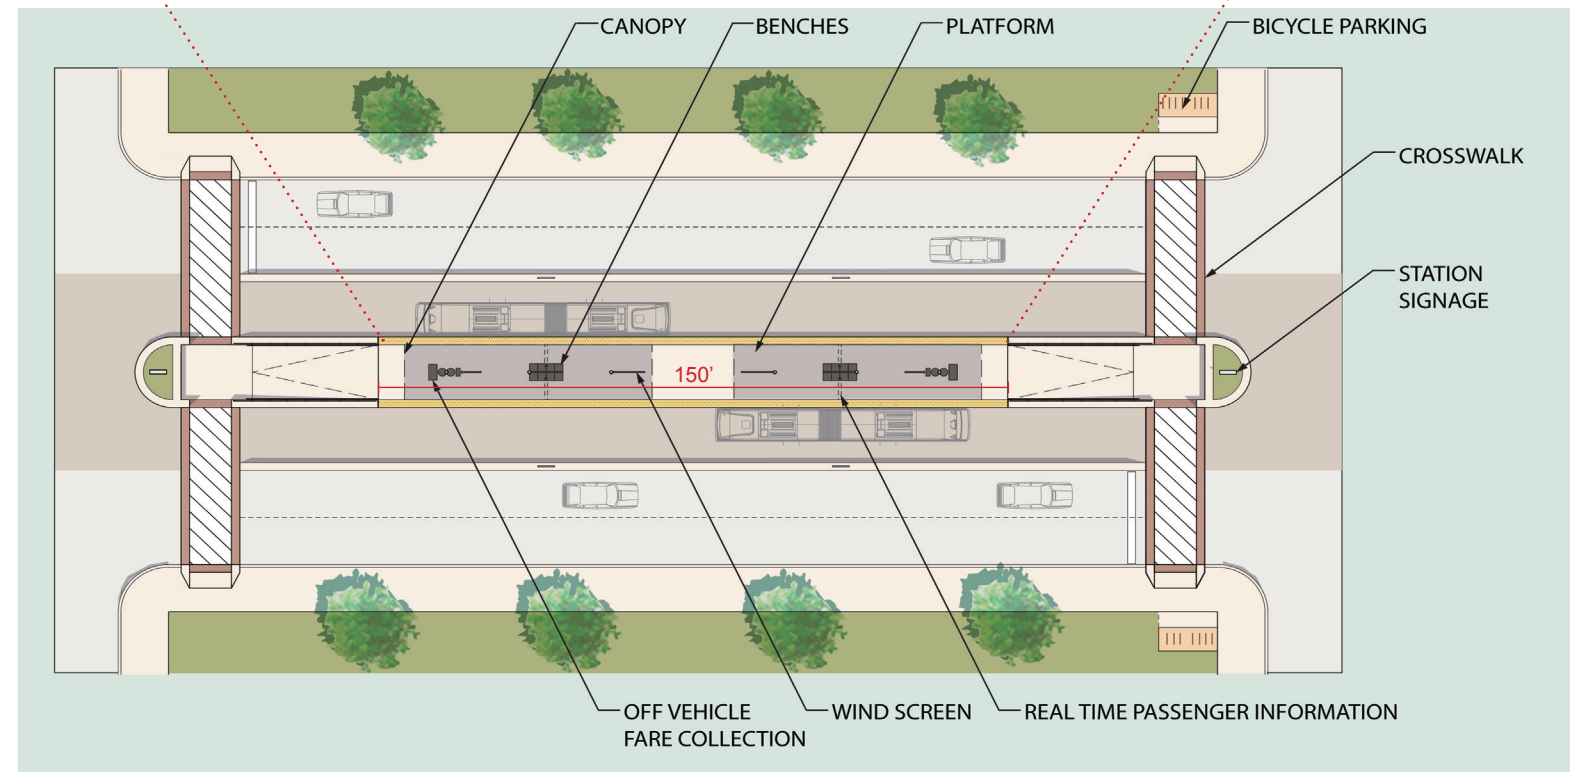 CANOPY
BENCHES
PLATFORM
BICYCLE PARKING
CROSSWALK
STATION
SIGNAGE
150'
OFF VEHICLE
FARE COLLECTION
WIND SCREEN
REAL TIME PASSENGER INFORMATION